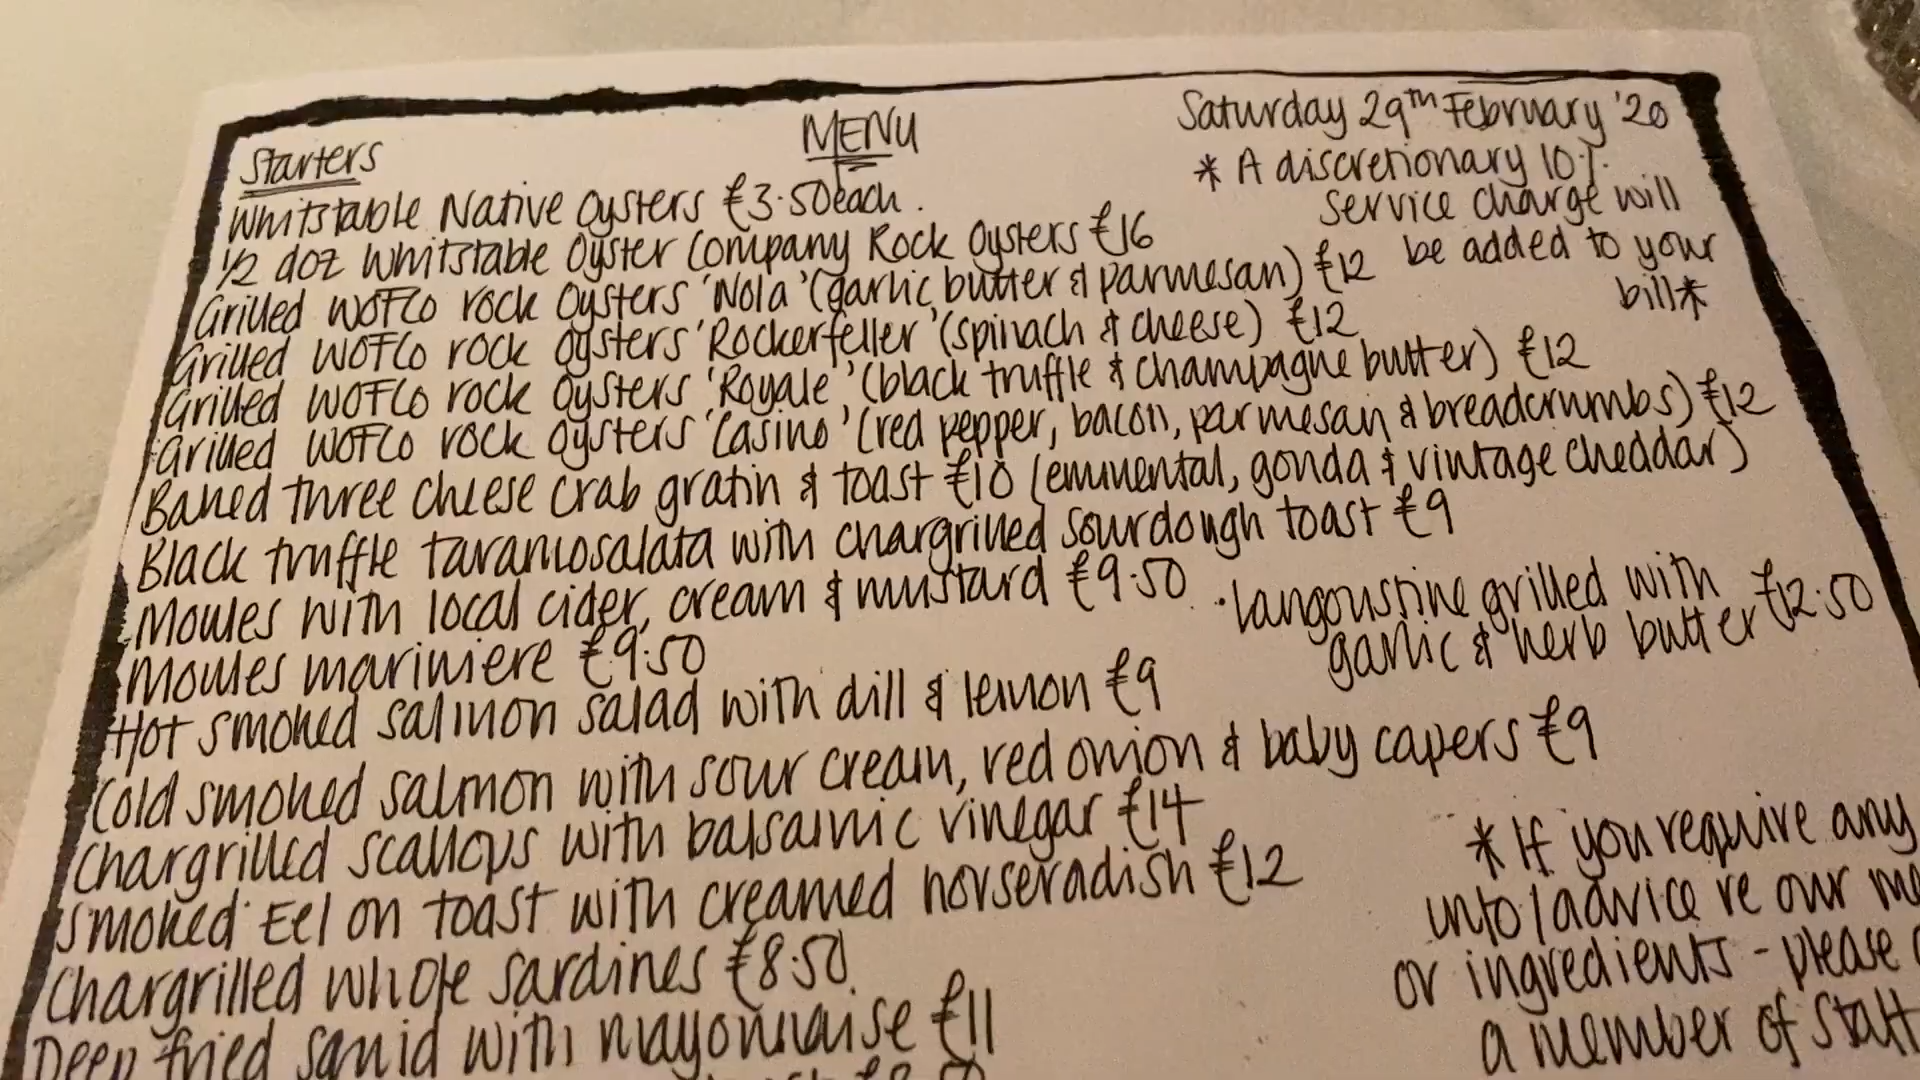 MENU
Saturday 29th February '20
Starters
* A discretionary 10%
service charge will
be added to your
bill*
Whitstable Native Oysters £3.50 each.
1/2 doz Whitstable Oyster Company Rock Oysters £16
Grilled WOFCo rock Oysters 'Nola' (garlic butter & parmesan) £12
Grilled WOFCo rock oysters 'Rockerfeller' (spinach & cheese) £12
Grilled WOFCo rock oysters 'Royale' (black truffle & champagne butter) £12
Grilled WOFCo rock oysters 'Casino' (red pepper, bacon, parmesan & breadcrumbs) £12
Baked three cheese crab gratin & toast £10 (emmental, gouda & vintage cheddar)
Black truffle taramosalata with chargrilled sourdough toast £9
Moules with local cider, cream & mustard £9.50
· Langoustine grilled with
garlic & herb butter £12.50
Moules mariniere £9.50
Hot smoked salmon salad with dill & lemon £9
Cold smoked salmon with sour cream, red onion & baby capers £9
Chargrilled scallops with balsamic vinegar £14
Smoked Eel on toast with creamed horseradish £12
Chargrilled whole sardines £8.50
Deep fried squid with mayonnaise £11
* If you require any
info/advice re our me
or ingredients - please
a member of staff